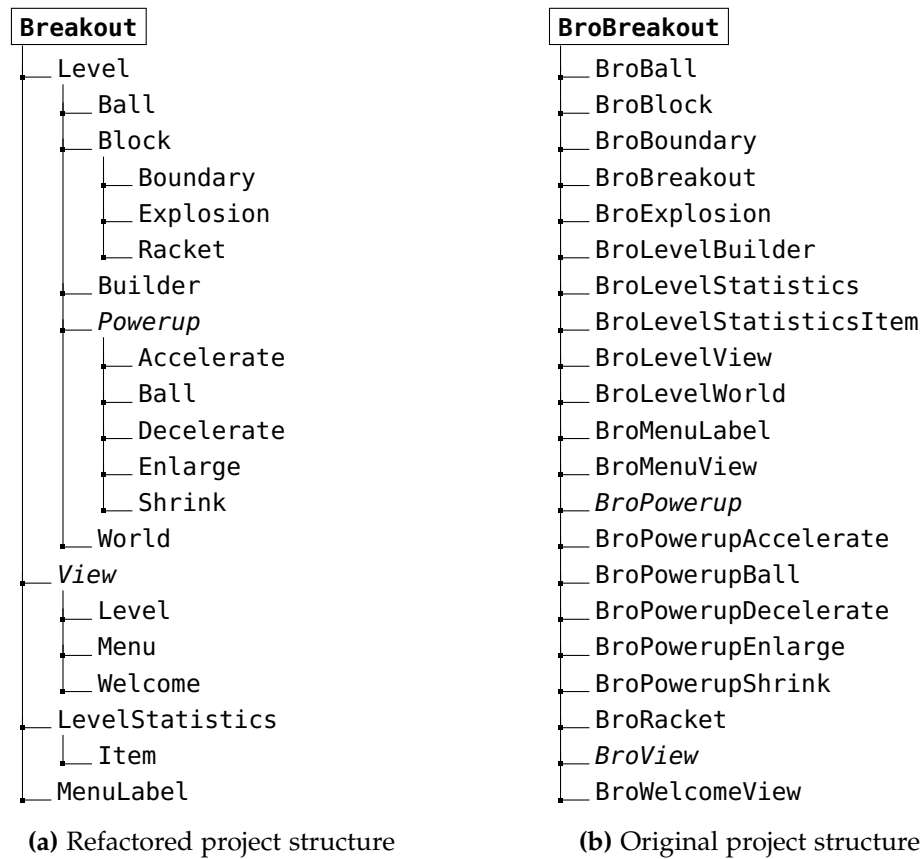 Breakout
Level
Ball
Block
Boundary
Explosion
Racket
Builder
Powerup
Accelerate
Ball
Decelerate
Enlarge
Shrink
World
View
Level
Menu
Welcome
LevelStatistics
Item
MenuLabel
(a) Refactored project structure
BroBreakout
BroBall
BroBlock
BroBoundary
BroBreakout
BroExplosion
BroLevelBuilder
BroLevelStatistics
BroLevelStatisticsItem
BroLevelView
BroLevelWorld
BroMenuLabel
BroMenuView
BroPowerup
BroPowerupAccelerate
BroPowerupBall
BroPowerupDecelerate
BroPowerupEnlarge
BroPowerupShrink
BroRacket
BroView
BroWelcomeView
(b) Original project structure